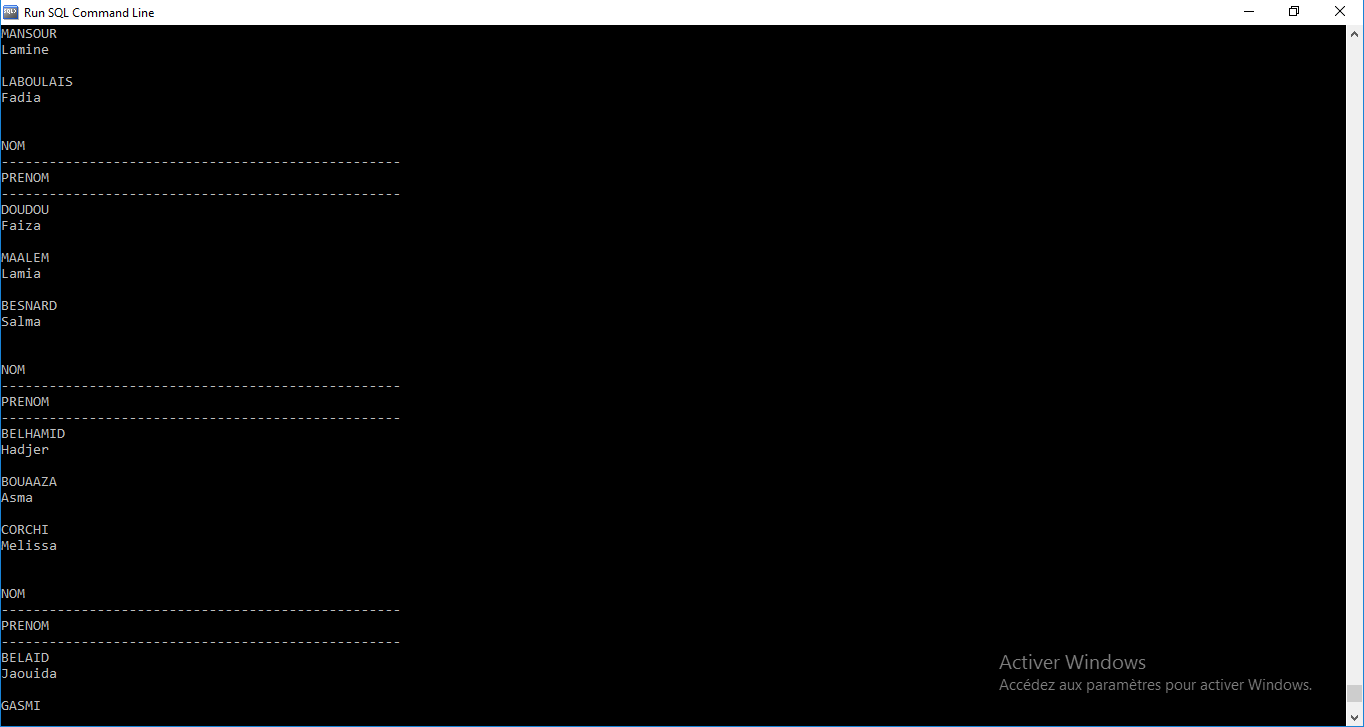 SQL> Run SQL Command Line
MANSOUR
Lamine
LABOULAIS
Fadia
NOM
--------------------------------------------------
PRENOM
--------------------------------------------------
DOUDOU
Faiza
MAALEM
Lamia
BESNARD
Salma
NOM
--------------------------------------------------
PRENOM
--------------------------------------------------
BELHAMID
Hadjer
BOUAAZA
Asma
CORCHI
Melissa
NOM
--------------------------------------------------
PRENOM
--------------------------------------------------
BELAID
Jaouida
GASMI
Activer Windows
Accédez aux paramètres pour activer Windows.